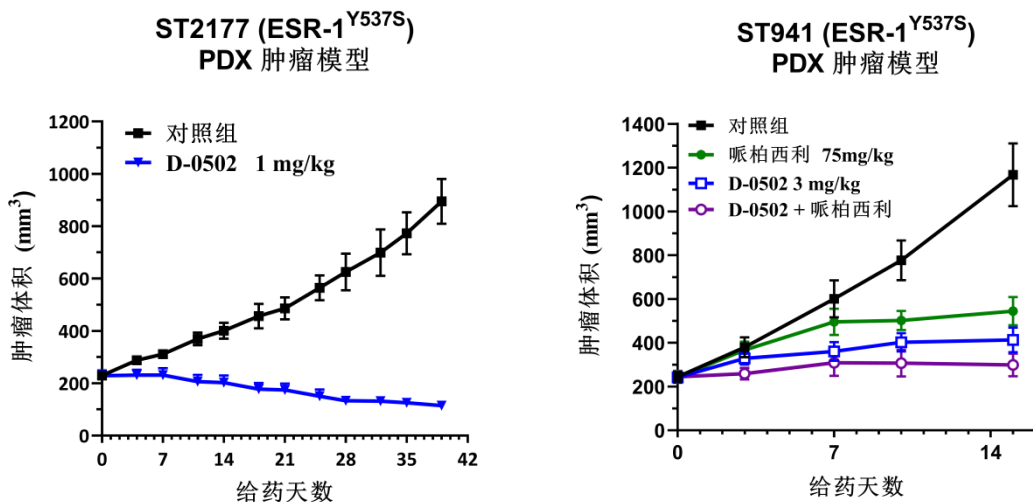 ST2177 (ESR-1Y537S)
PDX 肿瘤模型
1200
1000
800
600
400
200
0
肿瘤体积 (mm3)
对照组
D-0502 1 mg/kg
0 7 14 21 28 35 42
给药天数
ST941 (ESR-1Y537S)
PDX 肿瘤模型
1400
1200
1000
800
600
400
200
0
肿瘤体积 (mm3)
对照组
哌柏西利 75mg/kg
D-0502 3 mg/kg
D-0502 + 哌柏西利
0 7 14
给药天数